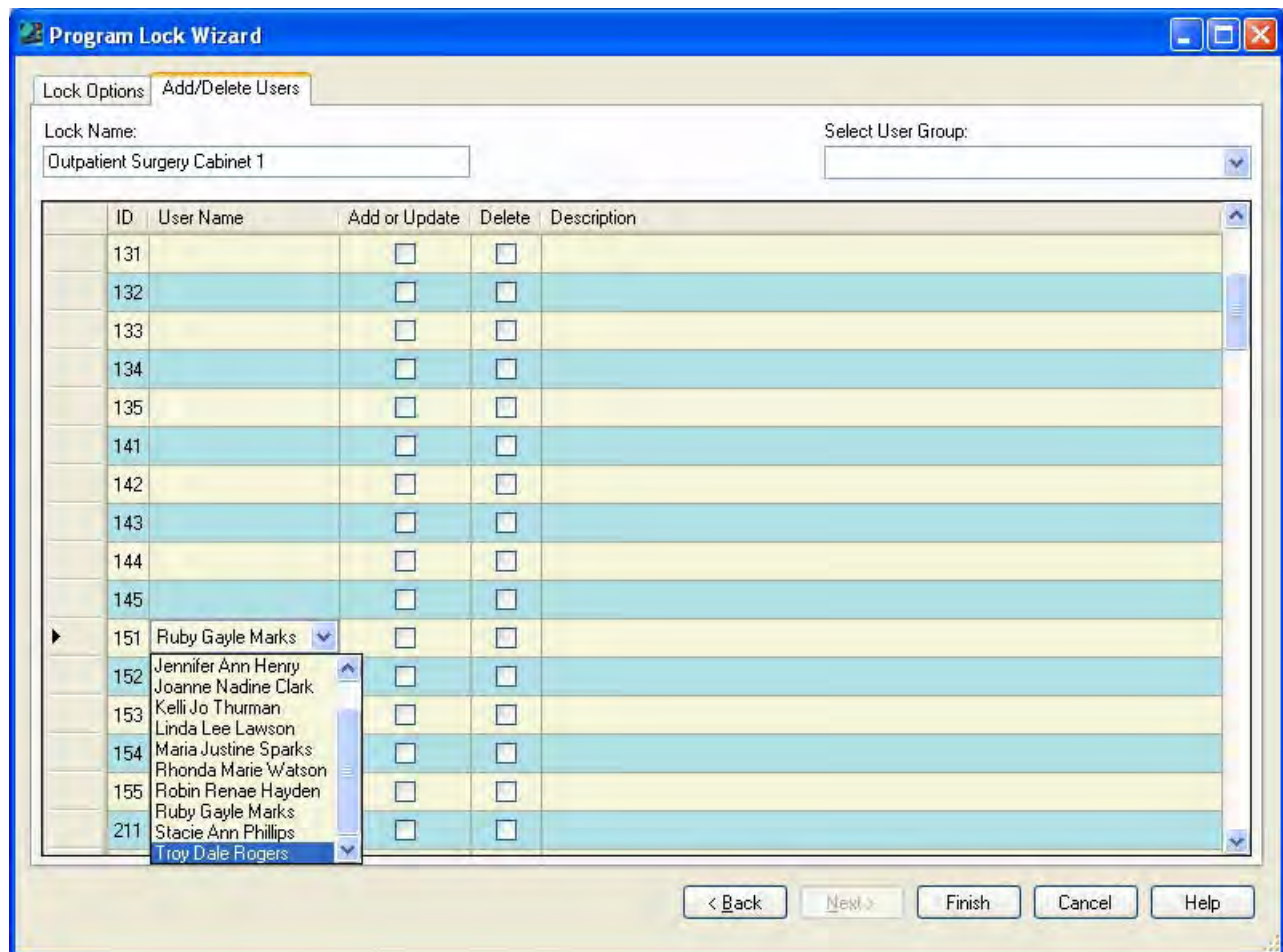 Program Lock Wizard
Lock Options Add/Delete Users
Lock Name: Select User Group:
Outpatient Surgery Cabinet 1
ID User Name Add or Update Delete Description
131
132
133
134
135
141
142
143
144
145
151 Ruby Gayle Marks
Jennifer Ann Henry
152
Joanne Nadine Clark
Kelli Jo Thurman
153
Linda Lee Lawson
154 Maria Justine Sparks
Rhonda Marie Watson
155 Robin Renae Hayden
Ruby Gayle Marks
211 Stacie Ann Phillips
Troy Dale Rogers
< Back Next > Finish Cancel Help